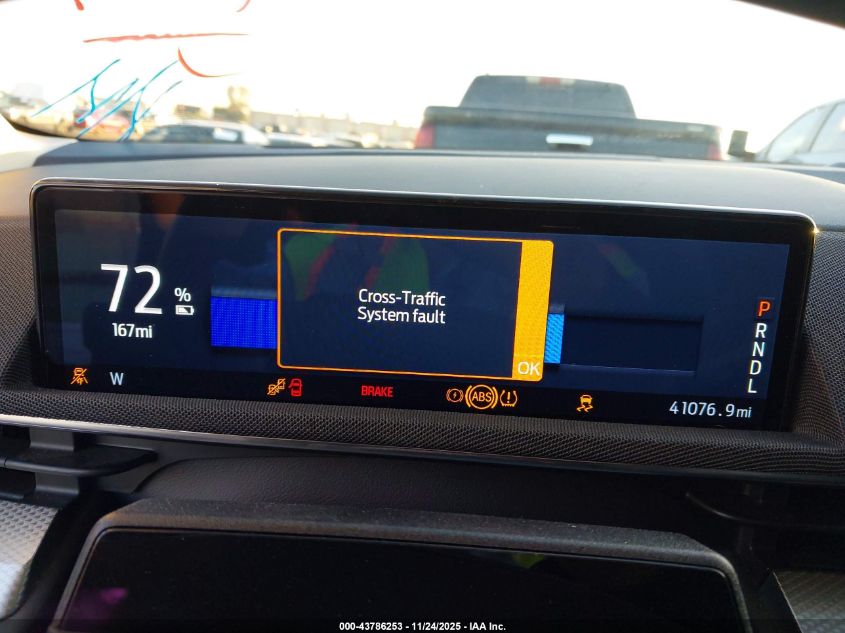 72 %
167mi
Cross-Traffic
System fault
OK
P
R
N
D
L
W
BRAKE
ABS
41076.9mi
000-43786253 - 11/24/2025 - IAA Inc.